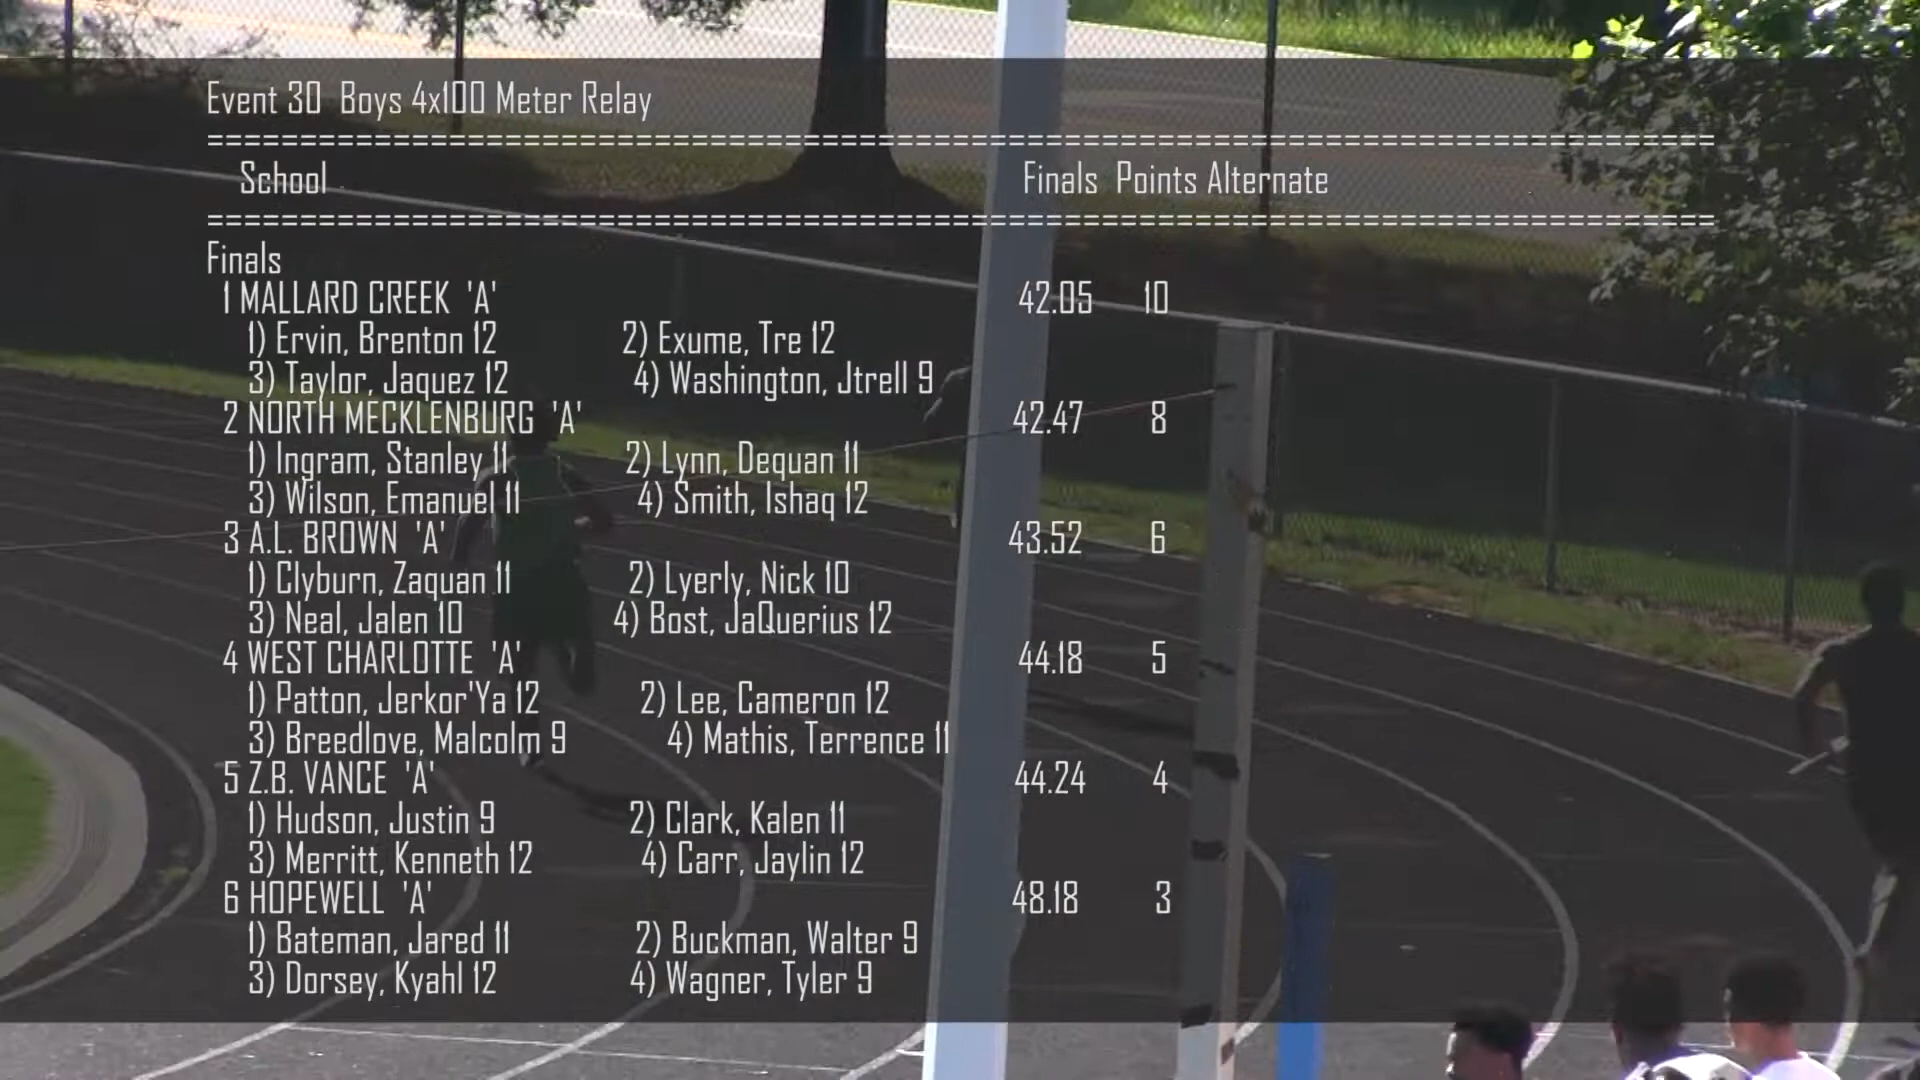 Event 30 Boys 4x100 Meter Relay
==================================================================================
School Finals Points Alternate
==================================================================================
Finals
1 MALLARD CREEK 'A' 42.05 10
1) Ervin, Brenton 12 2) Exume, Tre 12
3) Taylor, Jaquez 12 4) Washington, Jtrell 9
2 NORTH MECKLENBURG 'A' 42.47 8
1) Ingram, Stanley 11 2) Lynn, Dequan 11
3) Wilson, Emanuel 11 4) Smith, Ishaq 12
3 A.L. BROWN 'A' 43.52 6
1) Clyburn, Zaquan 11 2) Lyerly, Nick 10
3) Neal, Jalen 10 4) Bost, JaQuerius 12
4 WEST CHARLOTTE 'A' 44.18 5
1) Patton, Jerkor'Ya 12 2) Lee, Cameron 12
3) Breedlove, Malcolm 9 4) Mathis, Terrence 11
5 Z.B. VANCE 'A' 44.24 4
1) Hudson, Justin 9 2) Clark, Kalen 11
3) Merritt, Kenneth 12 4) Carr, Jaylin 12
6 HOPEWELL 'A' 48.18 3
1) Bateman, Jared 11 2) Buckman, Walter 9
3) Dorsey, Kyahl 12 4) Wagner, Tyler 9